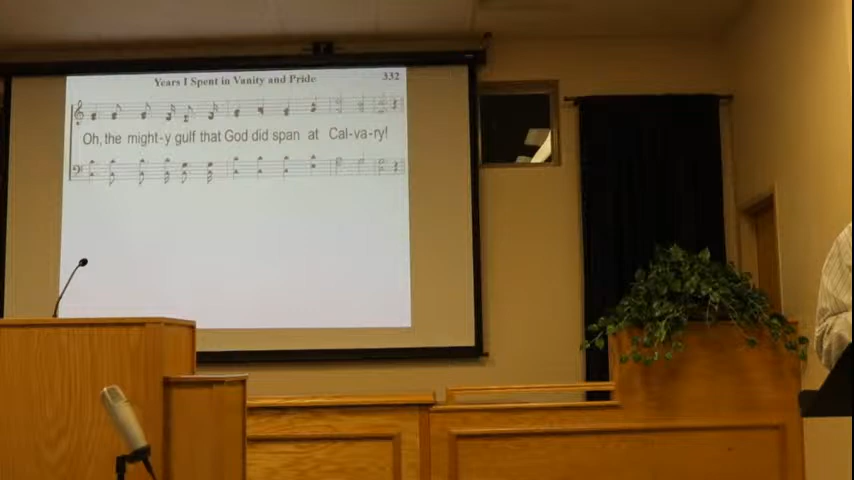 Years I Spent in Vanity and Pride 332
Oh, the might-y gulf that God did span at Cal-va-ry!